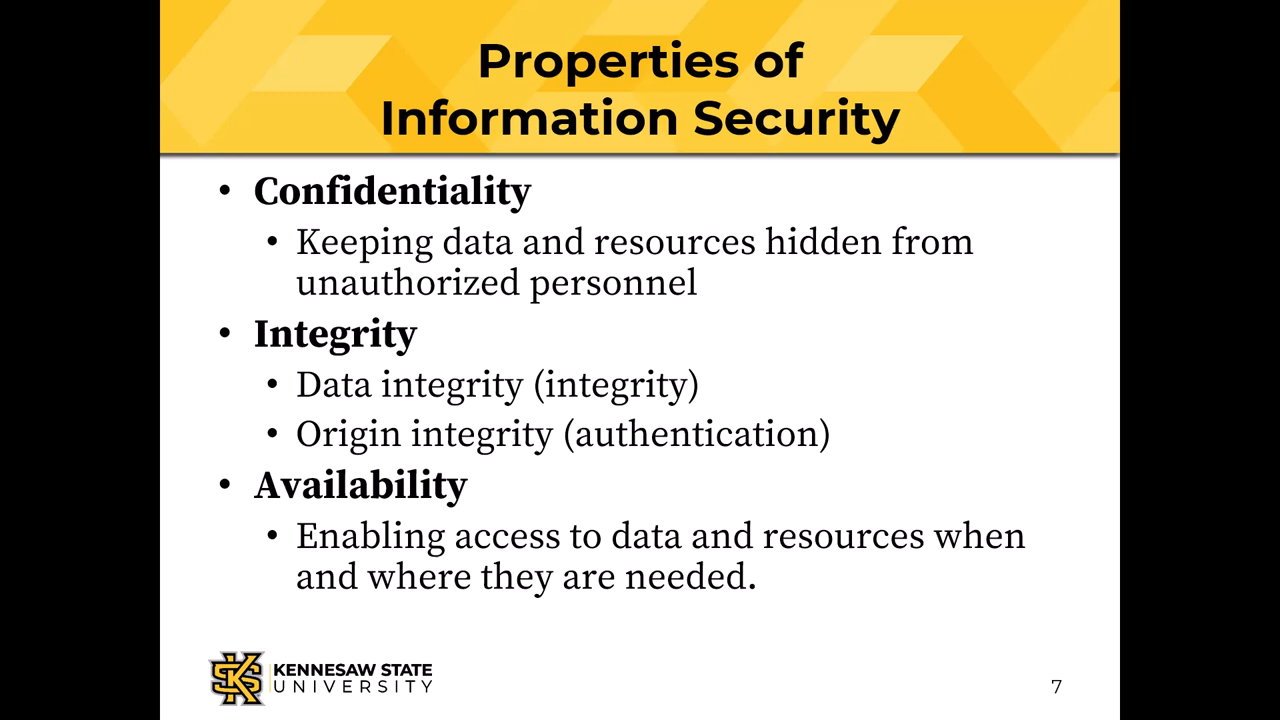 Properties of
Information Security
• Confidentiality
• Keeping data and resources hidden from
unauthorized personnel
• Integrity
• Data integrity (integrity)
• Origin integrity (authentication)
• Availability
• Enabling access to data and resources when
and where they are needed.
KS
KENNESAW STATE
UNIVERSITY
7